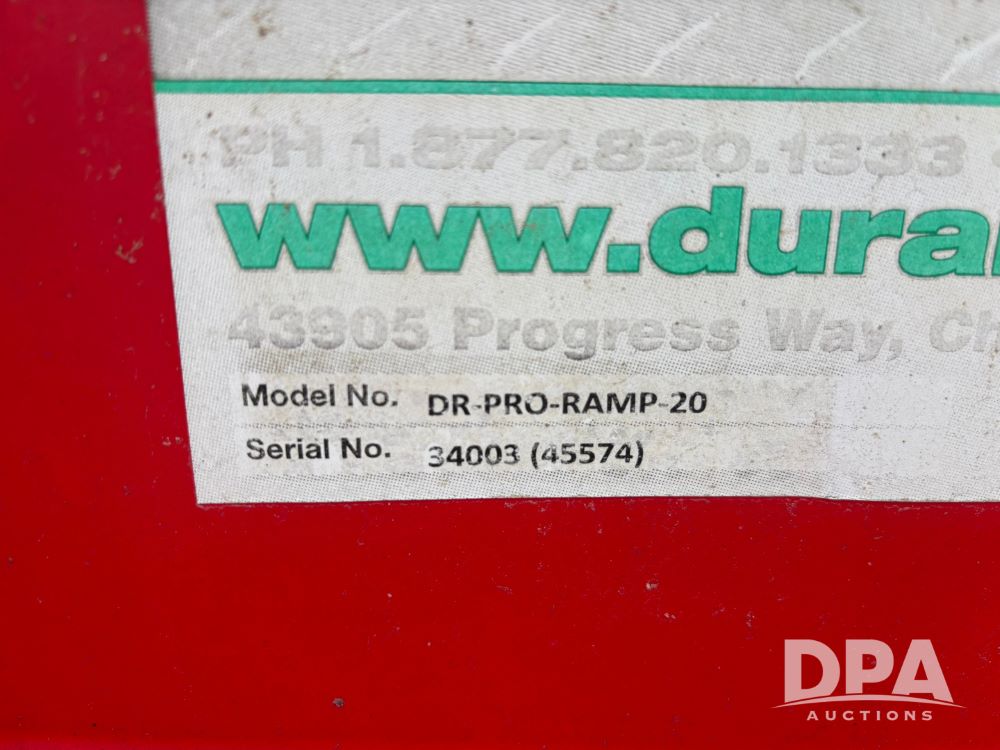 PH 1.877.820.1333
www.dura
43905 Progress Way, Ch
Model No. DR-PRO-RAMP-20
Serial No. 34003 (45574)
DPA
AUCTIONS